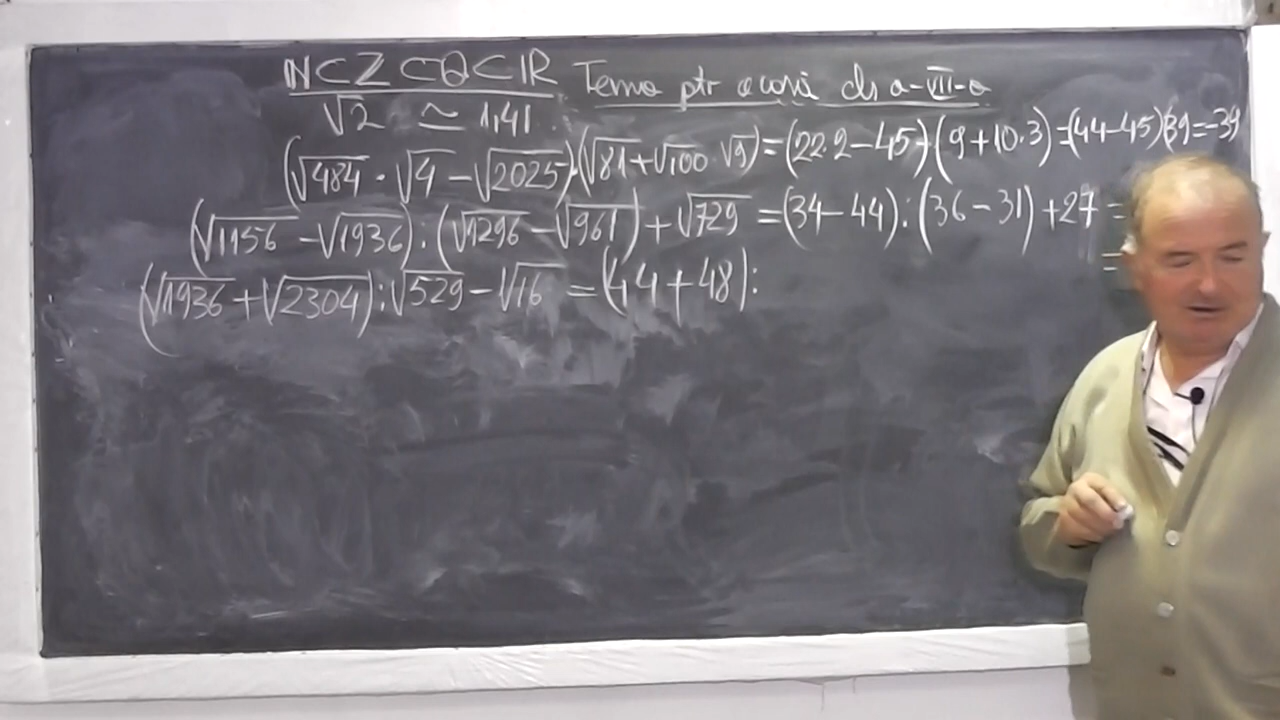 N⊂Z⊂Q⊂R Tema ptr acasă cls a-VII-a
√2 ≃ 1,41
(√484 · √4 − √2025)·(√81 + √100 · √9) = (22·2 − 45)·(9 + 10·3) = (44−45)·39 = −39
(√1156 − √1936) : (√1296 − √961) + √729 = (34 − 44) : (36 − 31) + 27 =
=
(√1936 + √2304) : √529 − √16 = (44 + 48) :